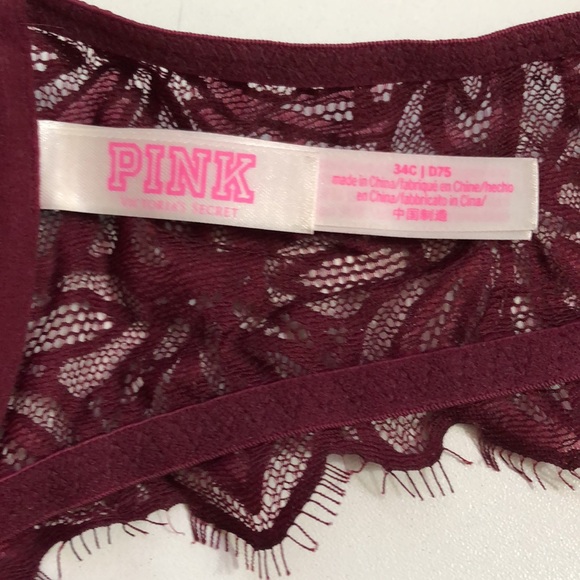 PINK
VICTORIA'S SECRET
34C | D75
made in China/fabriqué en Chine/hecho
en China/fabbricato in Cina/
中国制造